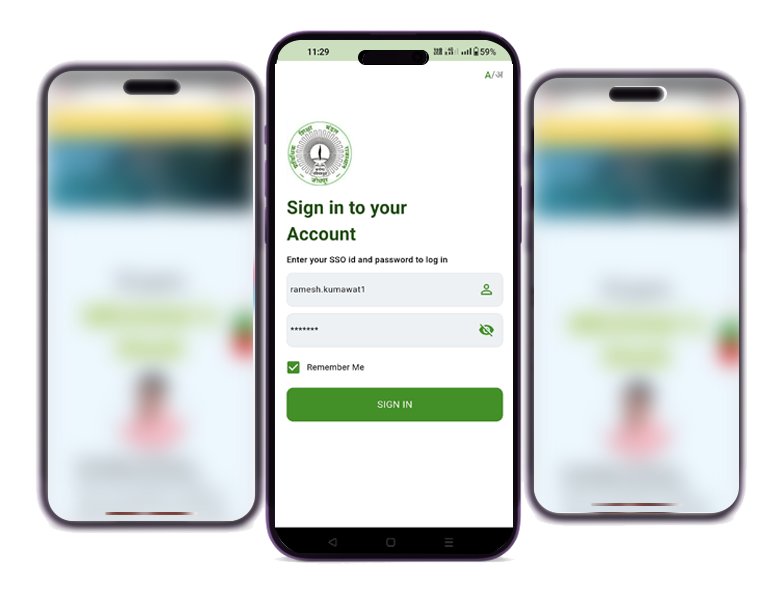 11:29
59%
A/अ
Sign in to your
Account
Enter your SSO id and password to log in
ramesh.kumawat1
*******
Remember Me
SIGN IN